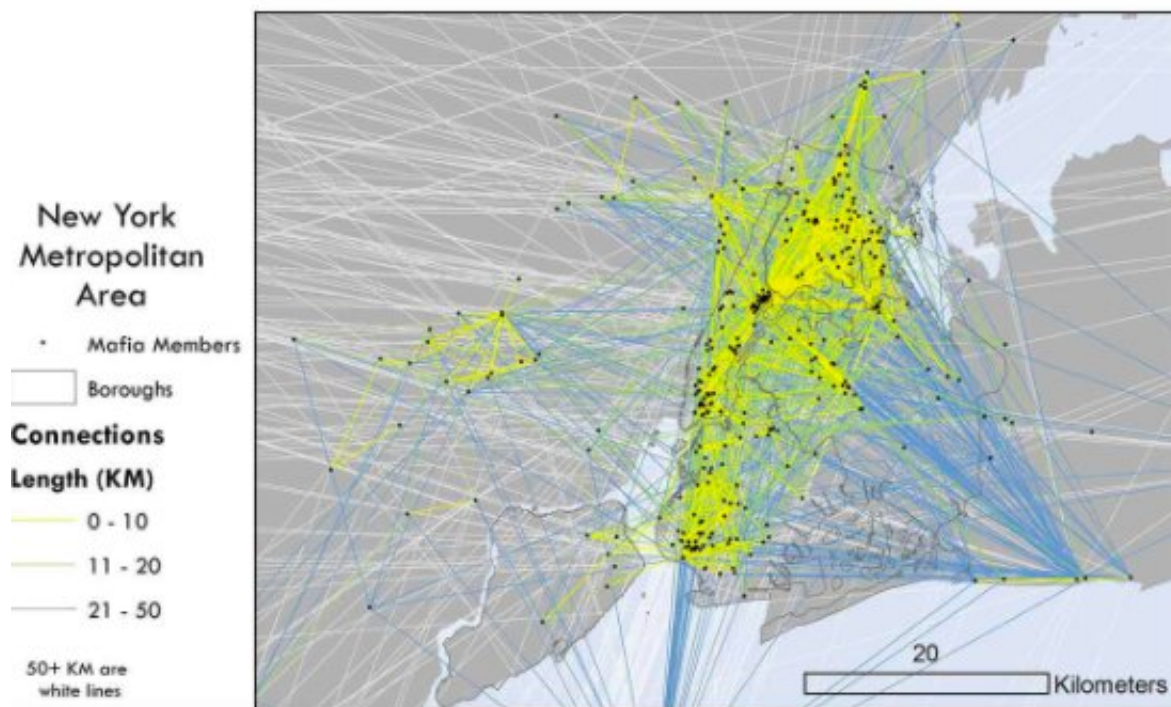 New York
Metropolitan
Area
Mafia Members
Boroughs
Connections
Length (KM)
0 - 10
11 - 20
21 - 50
50+ KM are
white lines
20
Kilometers